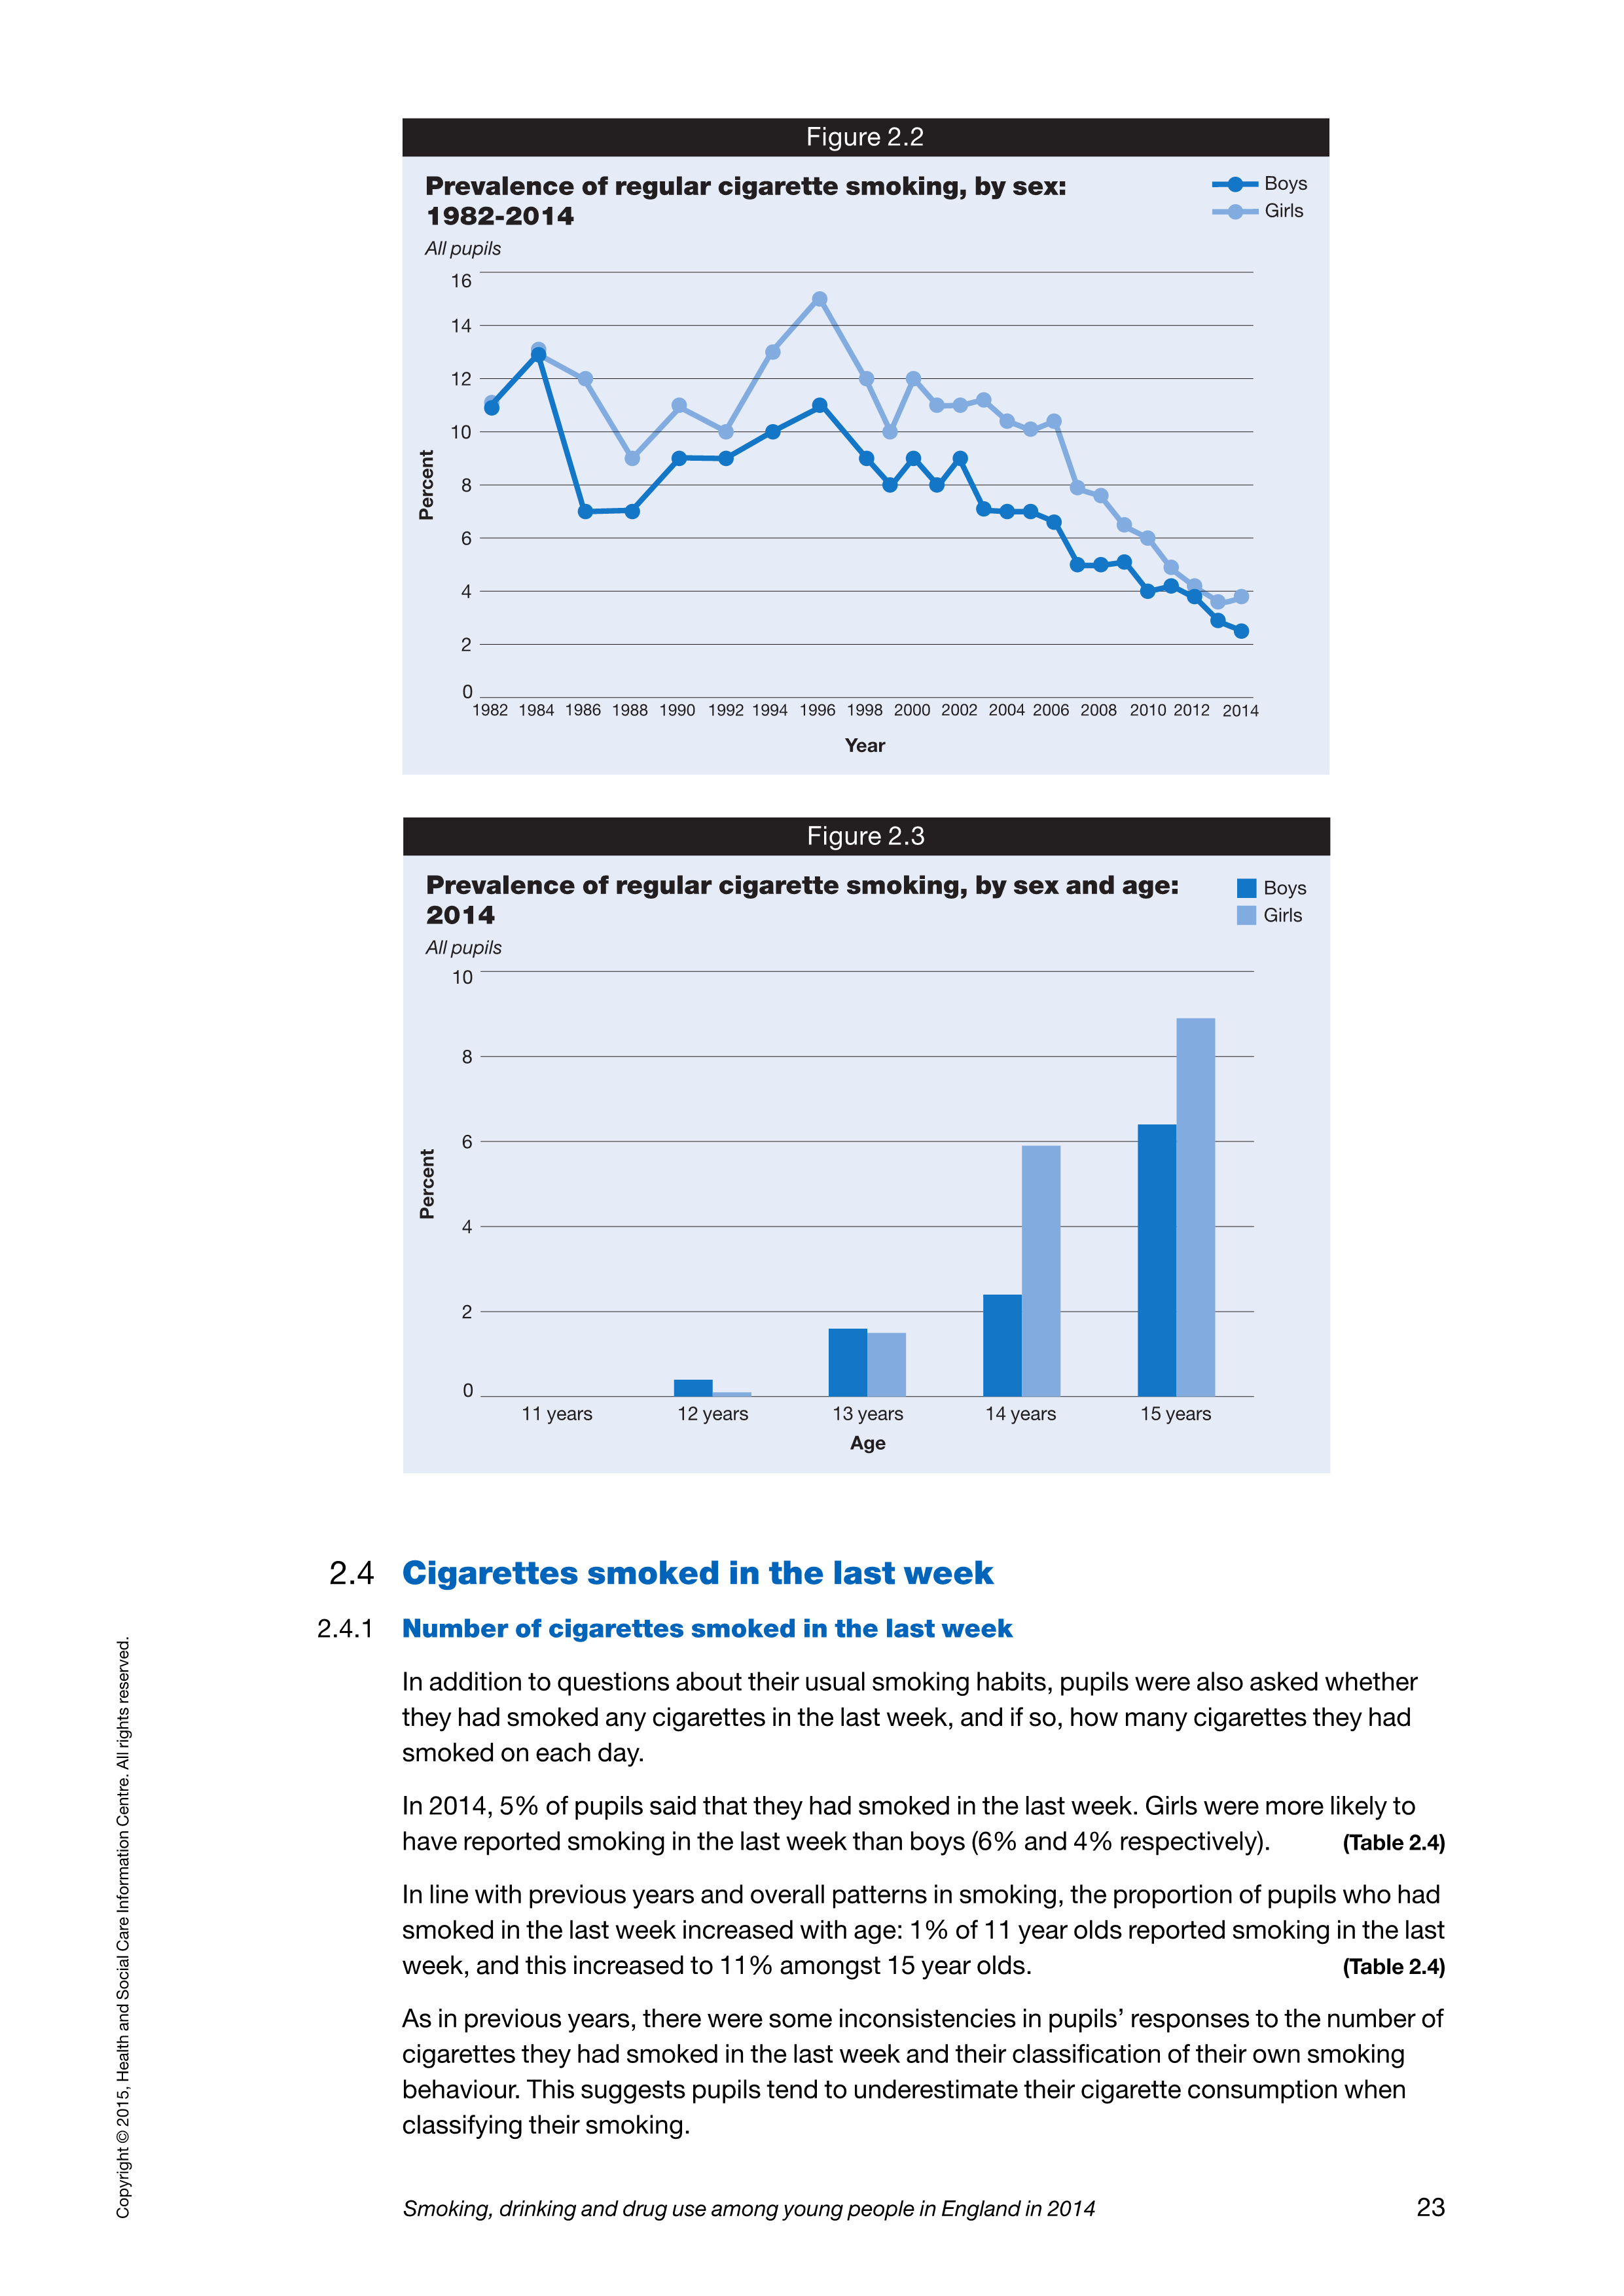 Figure 2.2
Prevalence of regular cigarette smoking, by sex:
1982-2014
Boys
Girls
All pupils
16
14
12
10
8
6
4
2
0
Percent
1982 1984 1986 1988 1990 1992 1994 1996 1998 2000 2002 2004 2006 2008 2010 2012 2014
Year
Figure 2.3
Prevalence of regular cigarette smoking, by sex and age:
2014
Boys
Girls
All pupils
10
8
6
4
2
0
Percent
11 years 12 years 13 years 14 years 15 years
Age
2.4 Cigarettes smoked in the last week
2.4.1 Number of cigarettes smoked in the last week
In addition to questions about their usual smoking habits, pupils were also asked whether
they had smoked any cigarettes in the last week, and if so, how many cigarettes they had
smoked on each day.
In 2014, 5% of pupils said that they had smoked in the last week. Girls were more likely to
have reported smoking in the last week than boys (6% and 4% respectively). (Table 2.4)
In line with previous years and overall patterns in smoking, the proportion of pupils who had
smoked in the last week increased with age: 1% of 11 year olds reported smoking in the last
week, and this increased to 11% amongst 15 year olds. (Table 2.4)
As in previous years, there were some inconsistencies in pupils’ responses to the number of
cigarettes they had smoked in the last week and their classification of their own smoking
behaviour. This suggests pupils tend to underestimate their cigarette consumption when
classifying their smoking.
Copyright © 2015, Health and Social Care Information Centre. All rights reserved.
Smoking, drinking and drug use among young people in England in 2014 23